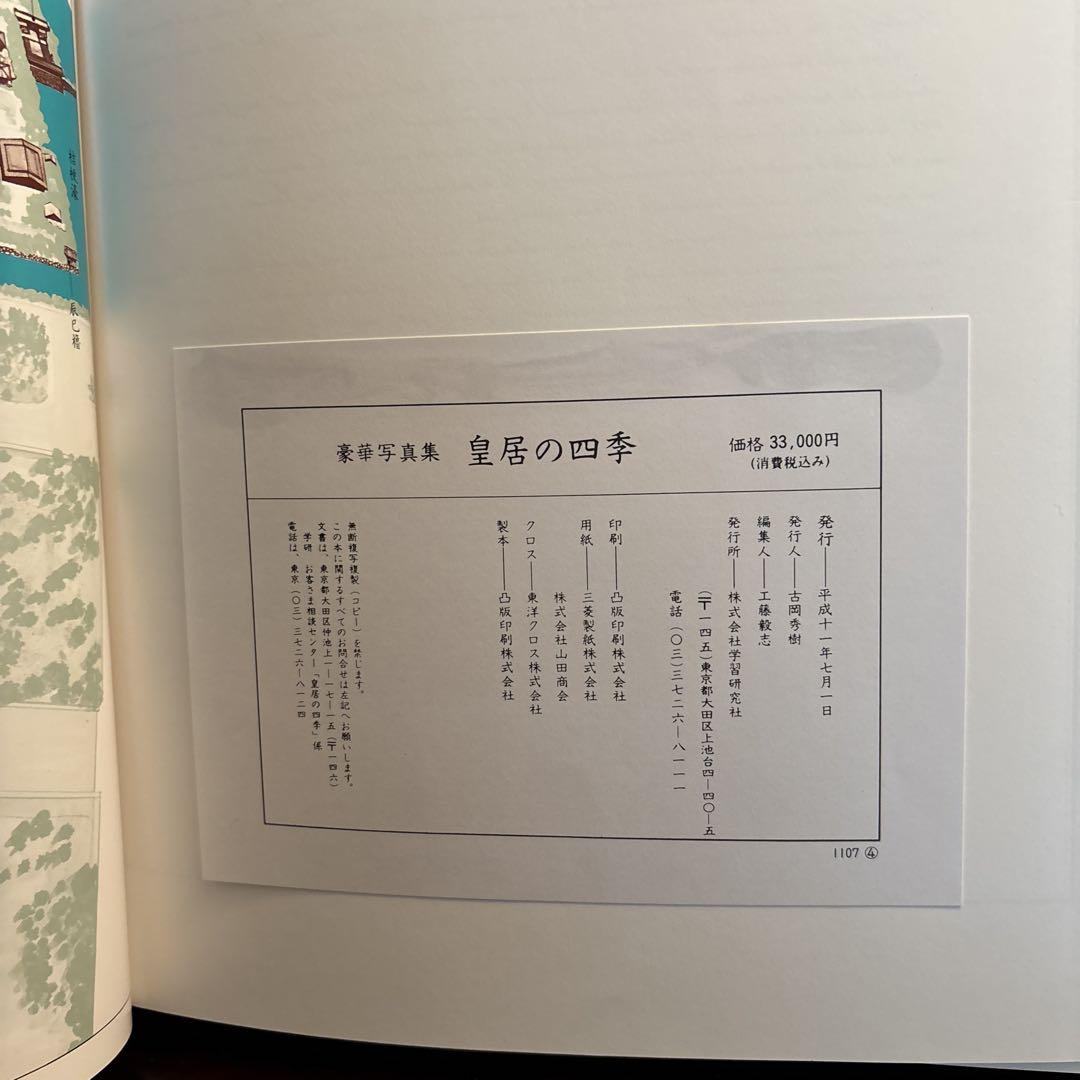 豪華写真集 皇居の四季
価格 33,000円
(消費税込み)
発行――平成十一年七月一日
発行人――古岡秀樹
編集人――工藤毅志
発行所――株式会社学習研究社
(〒一四五)東京都大田区上池台四―四〇―五
電話(〇三)三七二六―八一一一
印刷――凸版印刷株式会社
用紙――三菱製紙株式会社
株式会社山田商会
クロス――東洋クロス株式会社
製本――凸版印刷株式会社
無断複写複製(コピー)を禁じます。
この本に関するすべてのお問合せは左記へお願いします。
文書は、東京都大田区仲池上一―一七―一五(〒一四六)
学研 お客さま相談センター「皇居の四季」係
電話は、東京(〇三)三七二六―八一二四
1107 ④
桔梗濠
辰巳櫓